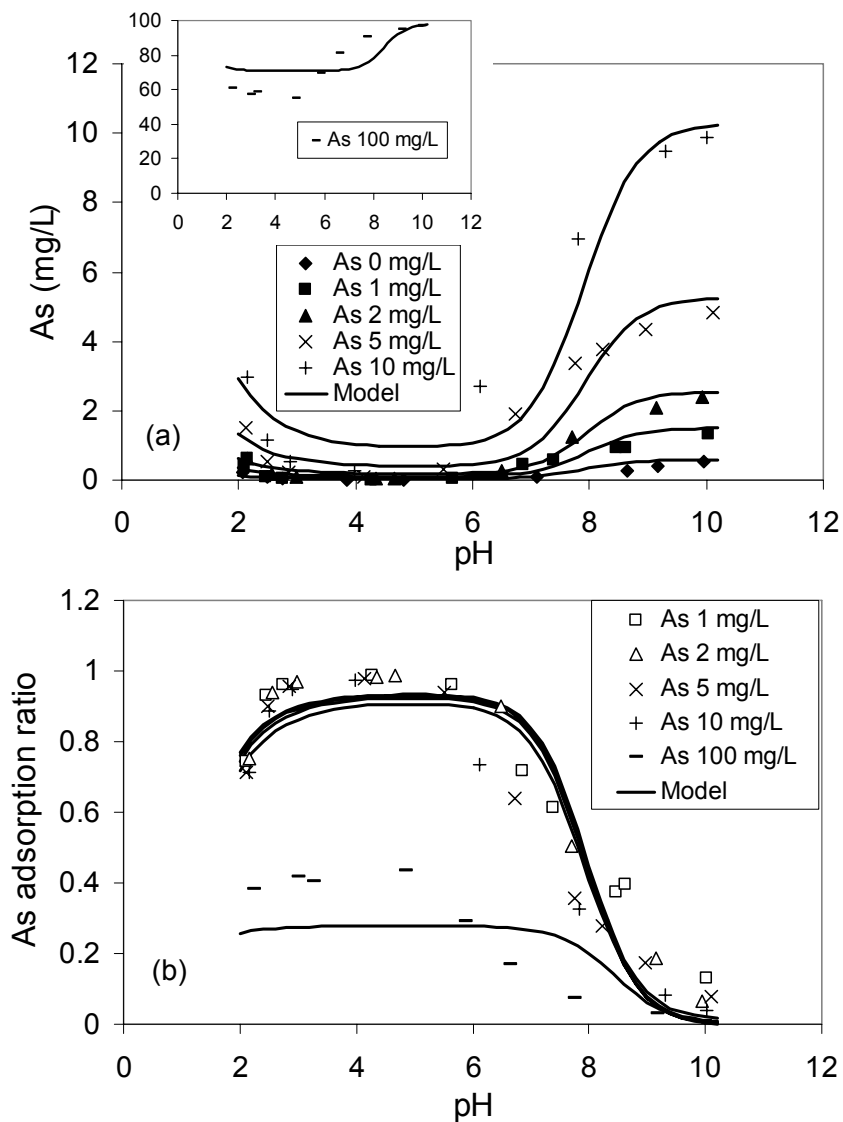 100
80
60
40
20
0
As 100 mg/L
0 2 4 6 8 10 12
12
10
8
6
4
2
0
As (mg/L)
As 0 mg/L
As 1 mg/L
As 2 mg/L
As 5 mg/L
As 10 mg/L
Model
(a)
0 2 4 6 8 10 12
pH
1.2
1
0.8
0.6
0.4
0.2
0
As adsorption ratio
As 1 mg/L
As 2 mg/L
As 5 mg/L
As 10 mg/L
As 100 mg/L
Model
(b)
0 2 4 6 8 10 12
pH